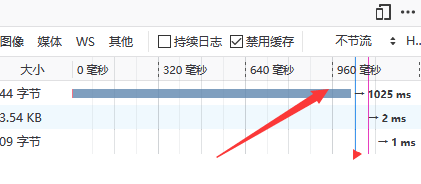 图像 媒体 WS 其他 持续日志 禁用缓存 不节流 H...
大小 0 毫秒 320 毫秒 640 毫秒 960 毫秒
44 字节 → 1025 ms
3.54 KB → 2 ms
09 字节 → 1 ms